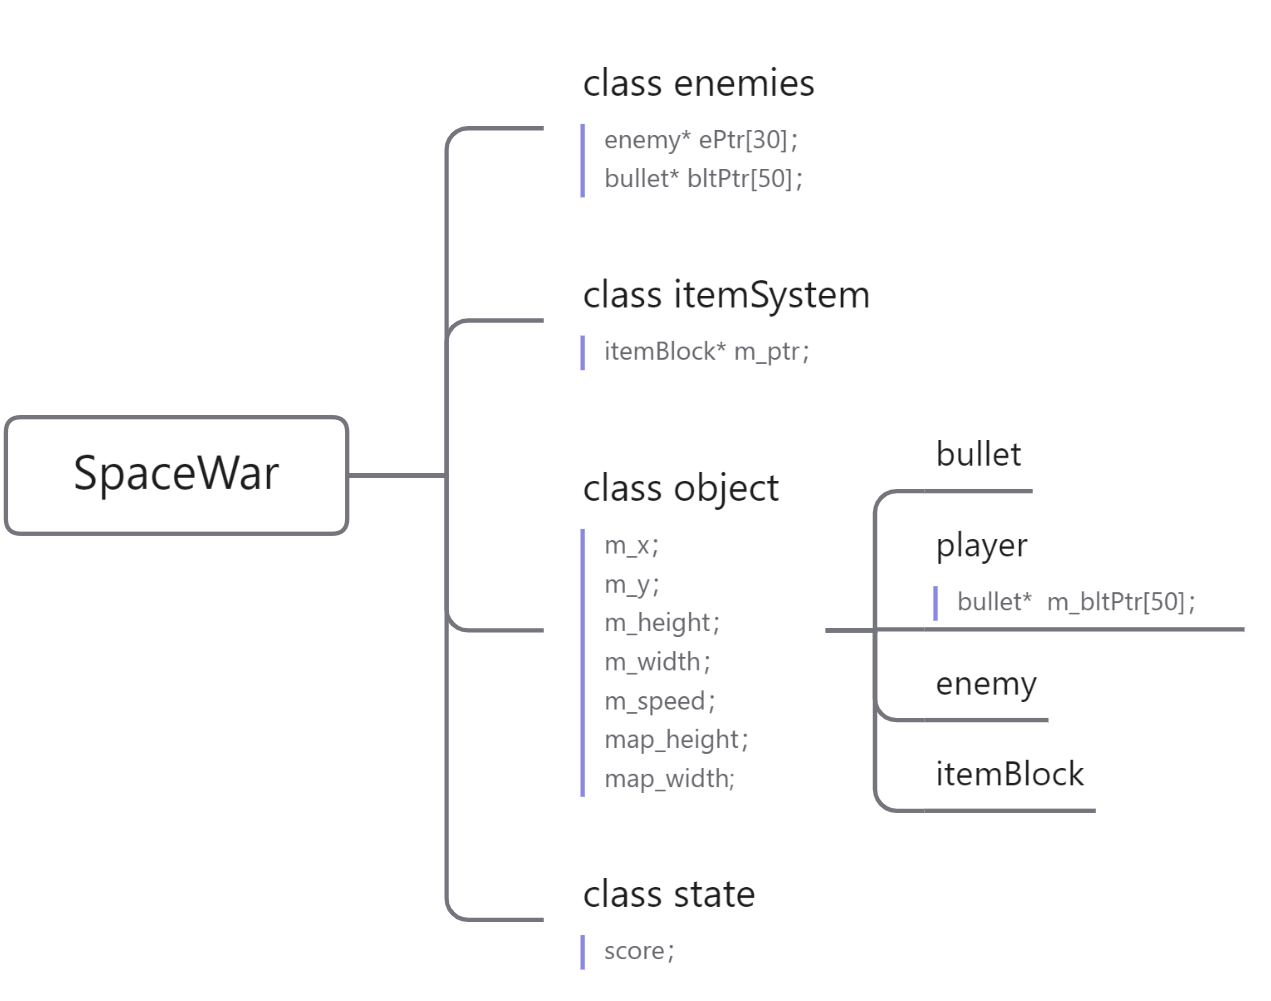 class enemies
enemy* ePtr[30];
bullet* bltPtr[50];
class itemSystem
itemBlock* m_ptr;
SpaceWar
class object
m_x;
m_y;
m_height;
m_width;
m_speed;
map_height;
map_width;
bullet
player
bullet*  m_bltPtr[50];
enemy
itemBlock
class state
score;